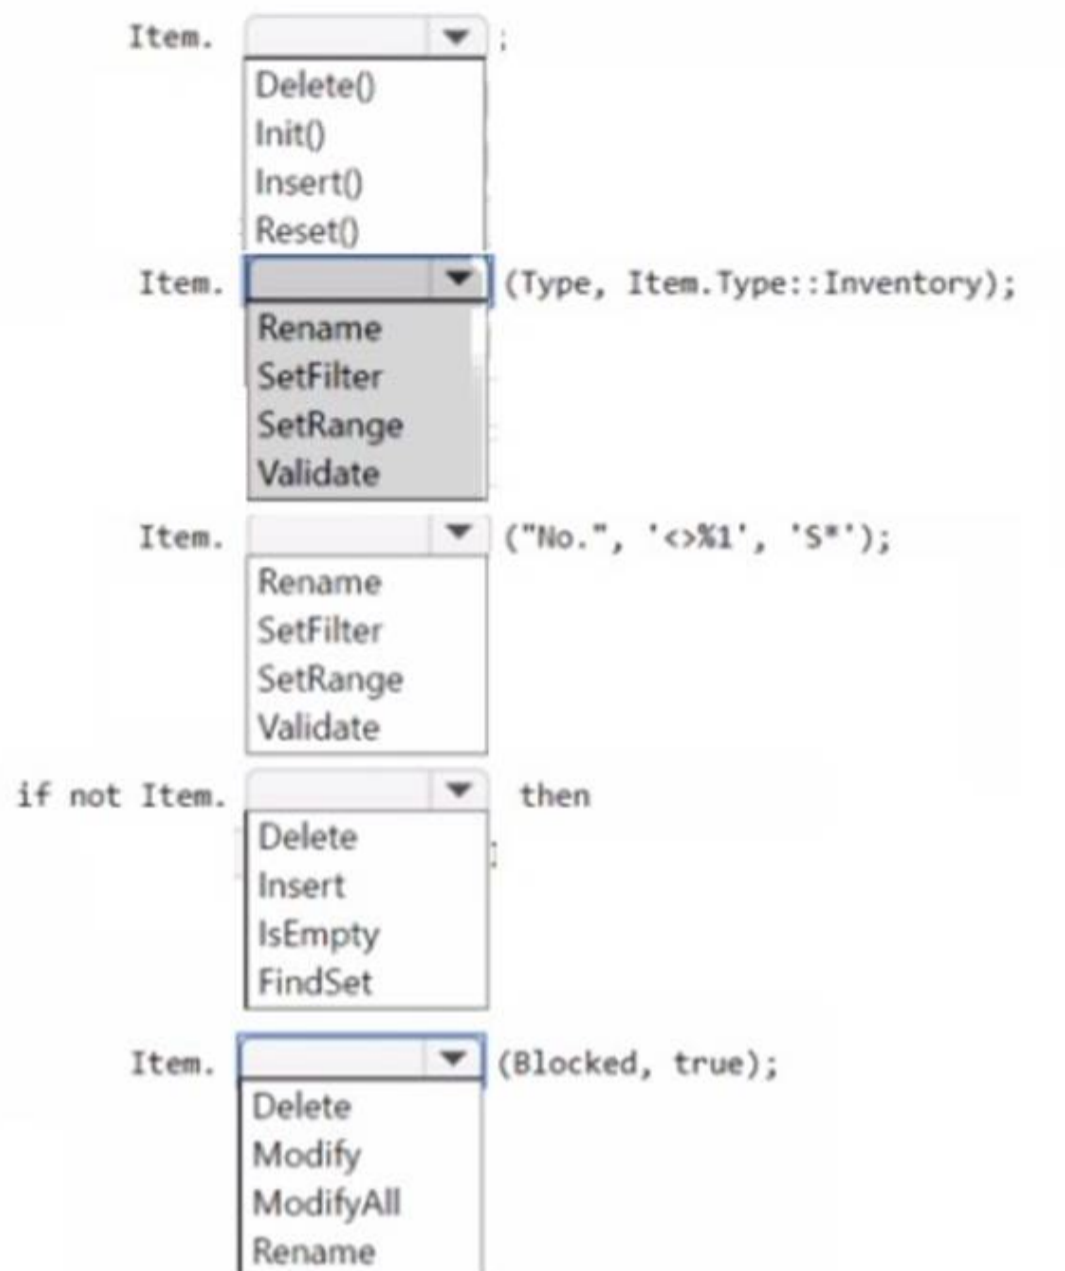 Item. ;
Delete()
Init()
Insert()
Reset()
Item. (Type, Item.Type::Inventory);
Rename
SetFilter
SetRange
Validate
Item. ("No.", '<>%1', 'S*');
Rename
SetFilter
SetRange
Validate
if not Item. then
Delete
Insert
IsEmpty
FindSet
Item. (Blocked, true);
Delete
Modify
ModifyAll
Rename